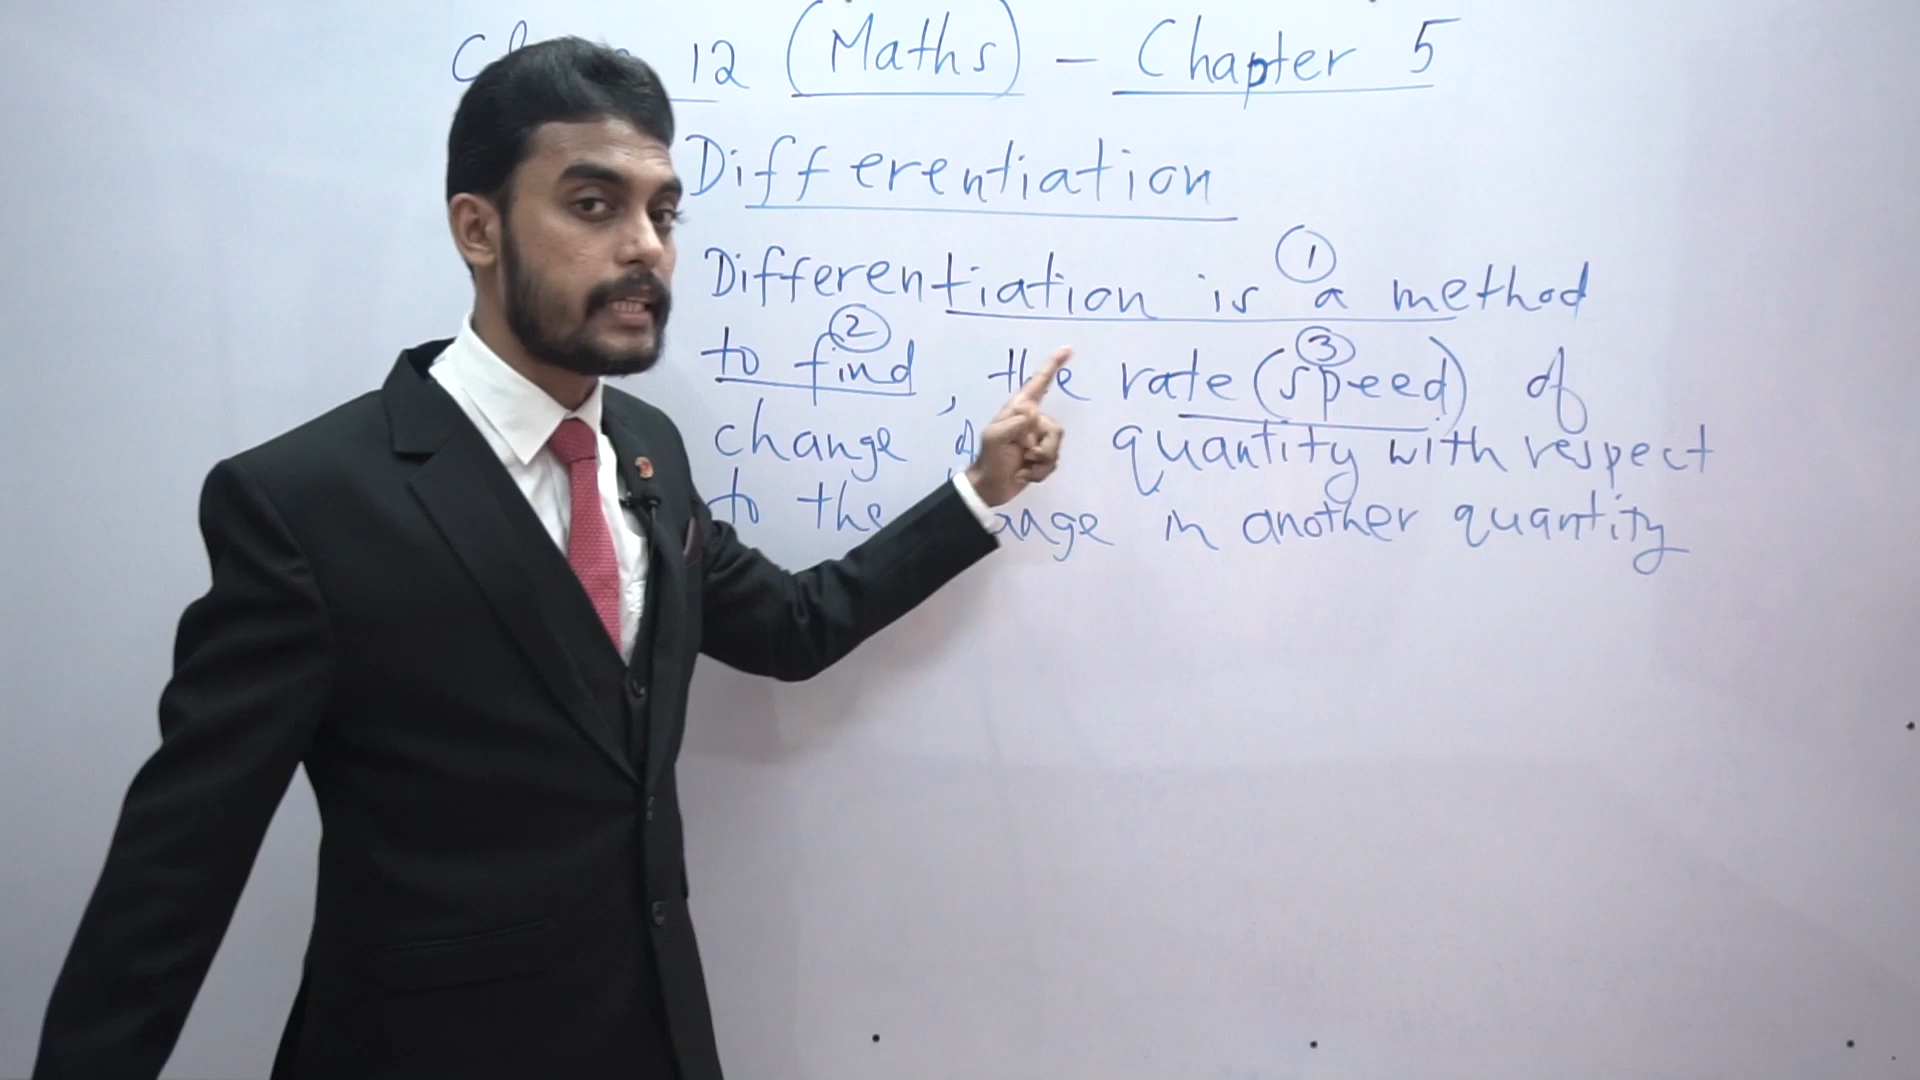 12 (Maths) - Chapter 5
Differentiation
Differentiation is a method
to find, the rate (speed) of
change quantity with respect
to the in another quantity
1
2
3